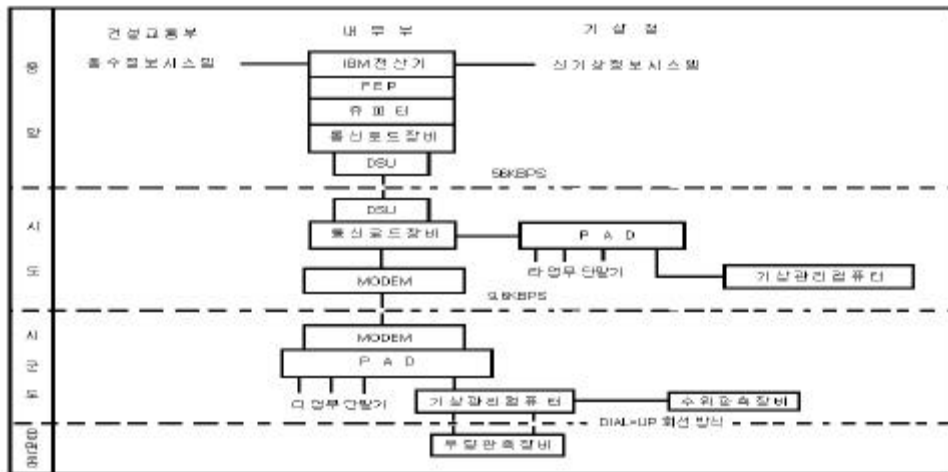 건설교통부 내무부 기상청
홍수정보시스템 IBM전산기 신기상정보시스템
FEP
쥬피터
통신노드장비
DSU
56KBPS
중앙
DSU
통신노드장비 P A D
타 업무 단말기 기상관리컴퓨터
MODEM
9.6KBPS
시도
MODEM
P A D
타 업무 단말기 기상관리컴퓨터 수위관측장비
DIAL-UP 회선 방식
시군
우량관측장비
읍면동